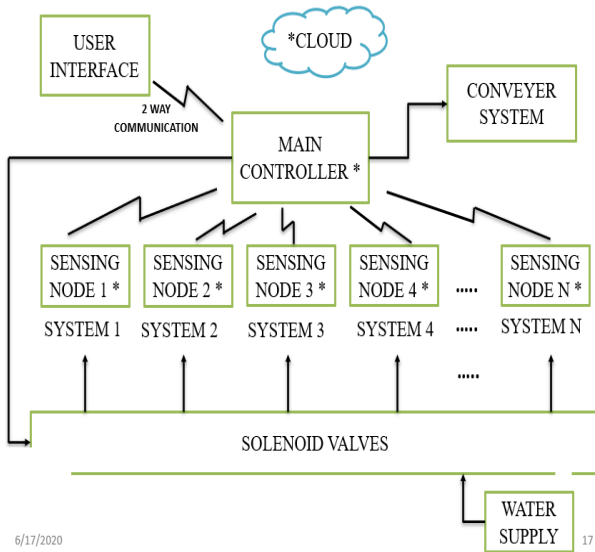 USER
INTERFACE
*CLOUD
CONVEYER
SYSTEM
2 WAY
COMMUNICATION
MAIN
CONTROLLER *
SENSING
NODE 1 *
SENSING
NODE 2 *
SENSING
NODE 3 *
SENSING
NODE 4 *
.....
SENSING
NODE N *
SYSTEM 1
SYSTEM 2
SYSTEM 3
SYSTEM 4
.....
SYSTEM N
.....
SOLENOID VALVES
WATER
SUPPLY
6/17/2020
17